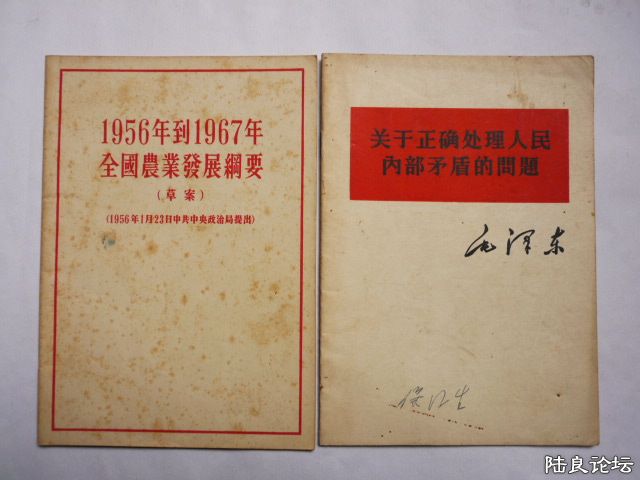 1956年到1967年
全國農業發展綱要
(草案)
(1956年1月23日中共中央政治局提出)
关于正确处理人民
內部矛盾的問題
毛泽东
陆良论坛